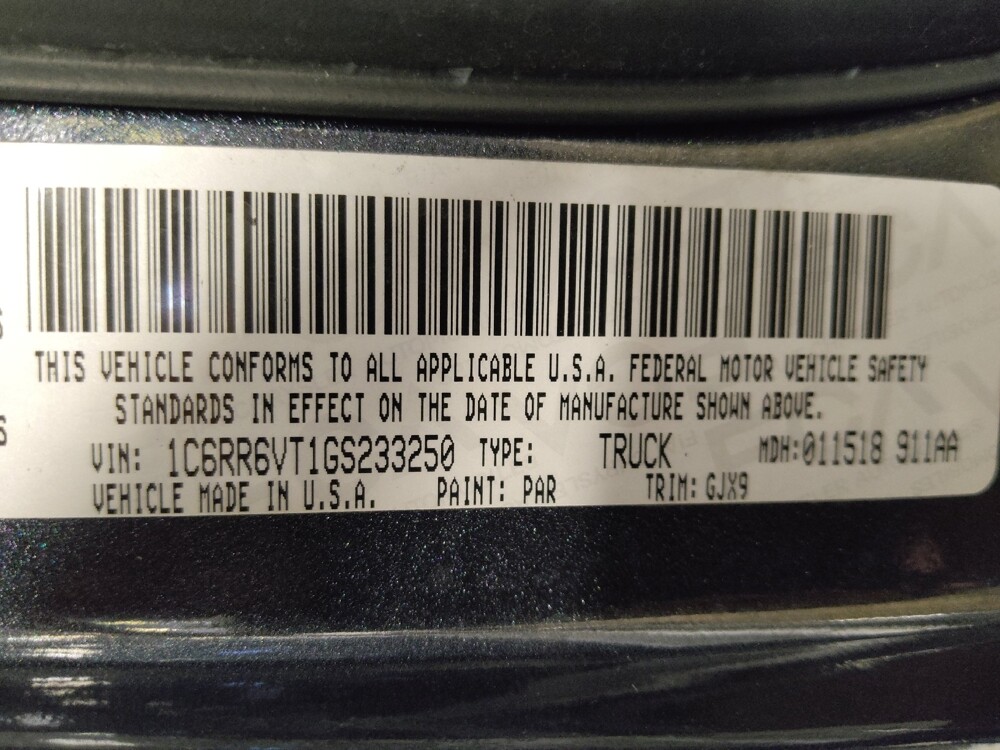 THIS VEHICLE CONFORMS TO ALL APPLICABLE U.S.A. FEDERAL MOTOR VEHICLE SAFETY
STANDARDS IN EFFECT ON THE DATE OF MANUFACTURE SHOWN ABOVE.
VIN: 1C6RR6VT1GS233250 TYPE: TRUCK MDH:011518 911AA
VEHICLE MADE IN U.S.A. PAINT: PAR TRIM: GJX9